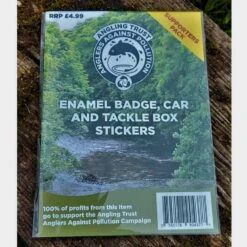 RRP £4.99
SUPPORTERS
PACK
ANGLING TRUST
ANGLERS AGAINST POLLUTION
ENAMEL BADGE, CAR
AND TACKLE BOX
STICKERS
100% of profits from this item
go to support the Angling Trust
Anglers Against Pollution Campaign